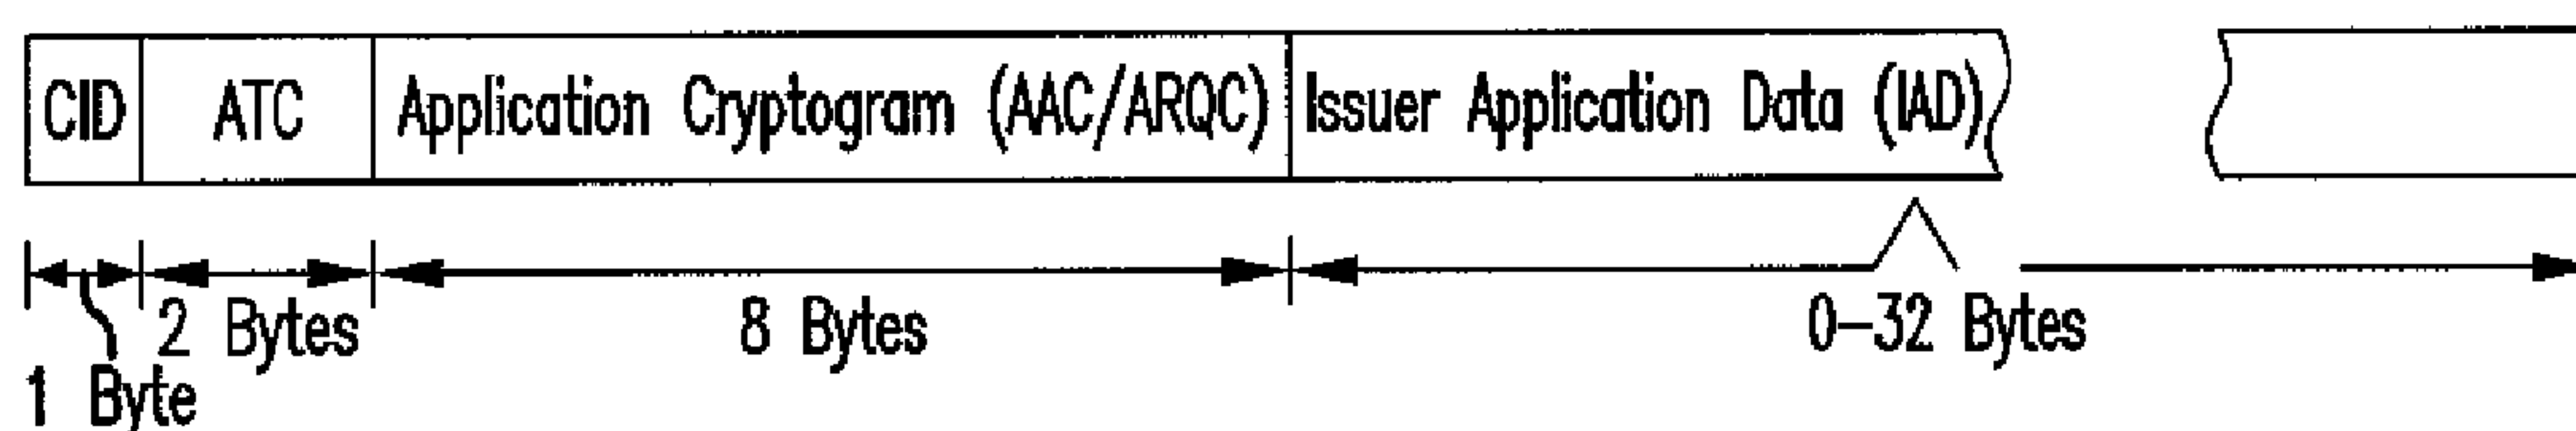 CID ATC Application Cryptogram (AAC/ARQC) Issuer Application Data (IAD)
2 Bytes 8 Bytes 0-32 Bytes
1 Byte